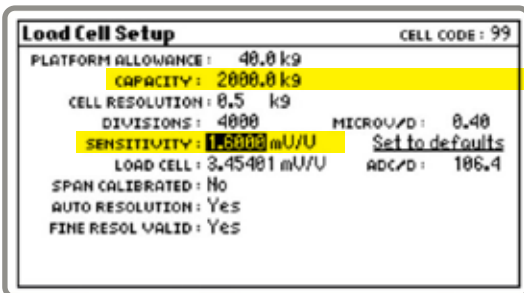 Load Cell Setup CELL CODE : 99
PLATFORM ALLOWANCE : 40.0 kg
CAPACITY : 2000.0 kg
CELL RESOLUTION : 0.5 kg
DIVISIONS : 4000 MICROV/D : 0.40
SENSITIVITY : 1.6000 mV/V Set to defaults
LOAD CELL : 3.45401 mV/V ADC/D : 106.4
SPAN CALIBRATED : No
AUTO RESOLUTION : Yes
FINE RESOL VALID : Yes